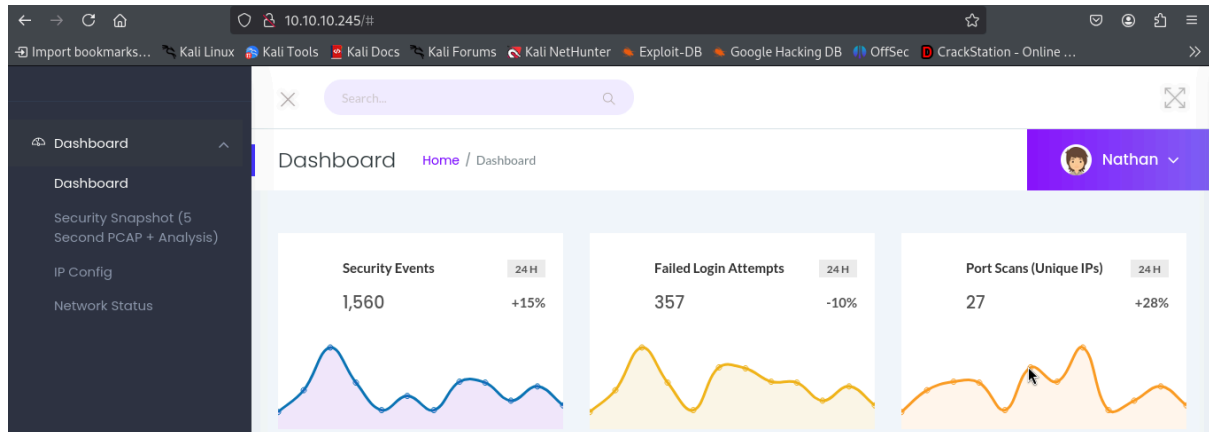 10.10.10.245/#
Import bookmarks... Kali Linux Kali Tools Kali Docs Kali Forums Kali NetHunter Exploit-DB Google Hacking DB OffSec CrackStation - Online ...
Search...
Dashboard
Dashboard
Security Snapshot (5
Second PCAP + Analysis)
IP Config
Network Status
Dashboard Home / Dashboard
Nathan
Security Events 24 H
1,560 +15%
Failed Login Attempts 24 H
357 -10%
Port Scans (Unique IPs) 24 H
27 +28%